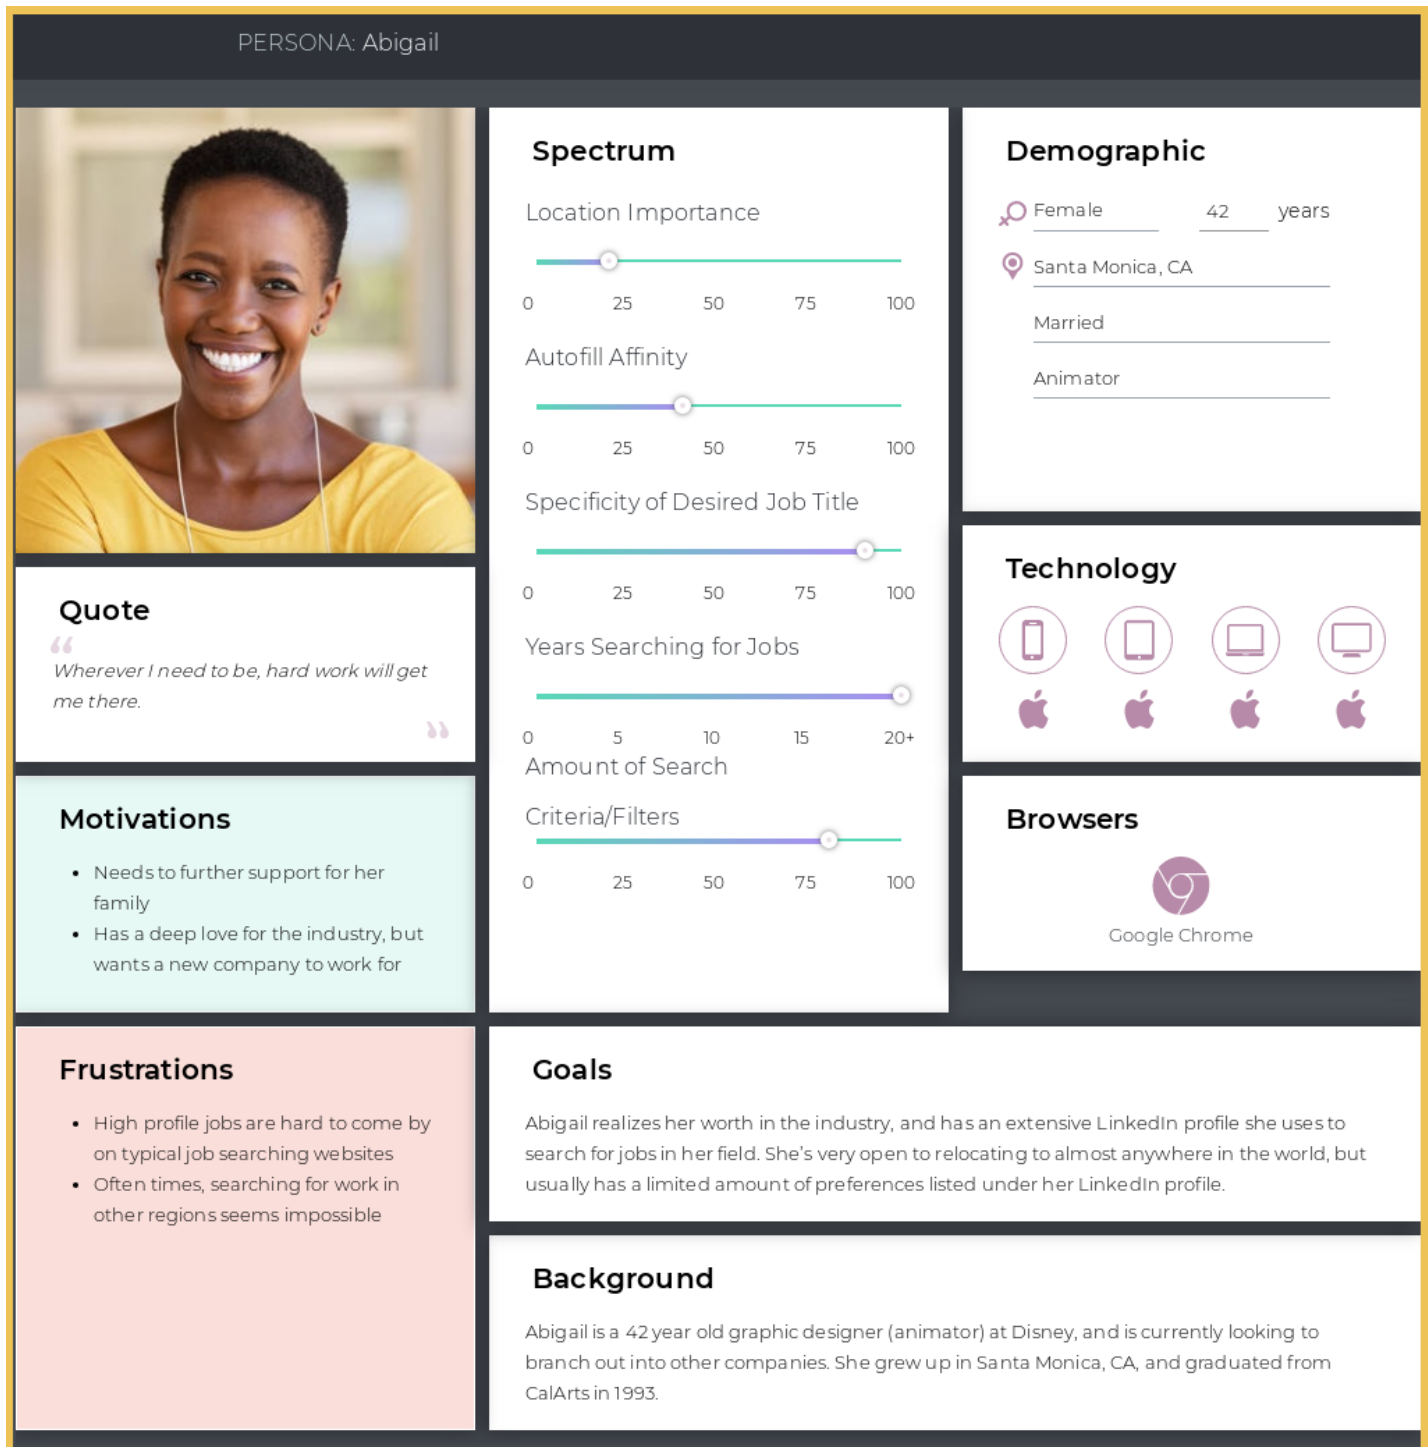 PERSONA: Abigail
Quote
“
Wherever I need to be, hard work will get
me there.
”
Motivations
• Needs to further support for her
family
• Has a deep love for the industry, but
wants a new company to work for
Frustrations
• High profile jobs are hard to come by
on typical job searching websites
• Often times, searching for work in
other regions seems impossible
Spectrum
Location Importance
0 25 50 75 100
Autofill Affinity
0 25 50 75 100
Specificity of Desired Job Title
0 25 50 75 100
Years Searching for Jobs
0 5 10 15 20+
Amount of Search
Criteria/Filters
0 25 50 75 100
Demographic
Female 42 years
Santa Monica, CA
Married
Animator
Technology
Browsers
Google Chrome
Goals
Abigail realizes her worth in the industry, and has an extensive LinkedIn profile she uses to
search for jobs in her field. She’s very open to relocating to almost anywhere in the world, but
usually has a limited amount of preferences listed under her LinkedIn profile.
Background
Abigail is a 42 year old graphic designer (animator) at Disney, and is currently looking to
branch out into other companies. She grew up in Santa Monica, CA, and graduated from
CalArts in 1993.